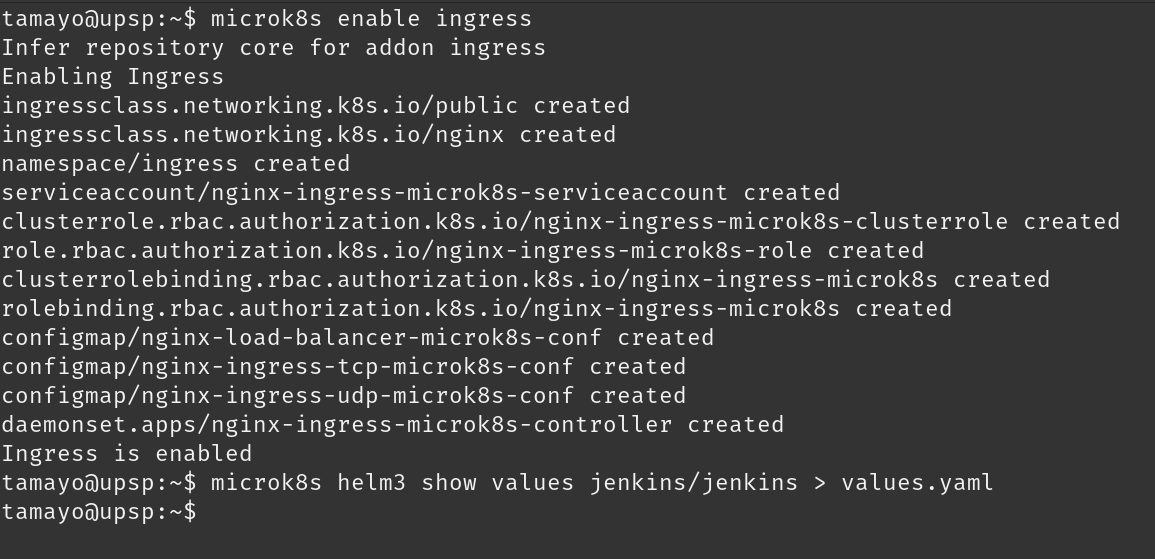 tamayo@upsp:~$ microk8s enable ingress
Infer repository core for addon ingress
Enabling Ingress
ingressclass.networking.k8s.io/public created
ingressclass.networking.k8s.io/nginx created
namespace/ingress created
serviceaccount/nginx-ingress-microk8s-serviceaccount created
clusterrole.rbac.authorization.k8s.io/nginx-ingress-microk8s-clusterrole created
role.rbac.authorization.k8s.io/nginx-ingress-microk8s-role created
clusterrolebinding.rbac.authorization.k8s.io/nginx-ingress-microk8s created
rolebinding.rbac.authorization.k8s.io/nginx-ingress-microk8s created
configmap/nginx-load-balancer-microk8s-conf created
configmap/nginx-ingress-tcp-microk8s-conf created
configmap/nginx-ingress-udp-microk8s-conf created
daemonset.apps/nginx-ingress-microk8s-controller created
Ingress is enabled
tamayo@upsp:~$ microk8s helm3 show values jenkins/jenkins > values.yaml
tamayo@upsp:~$